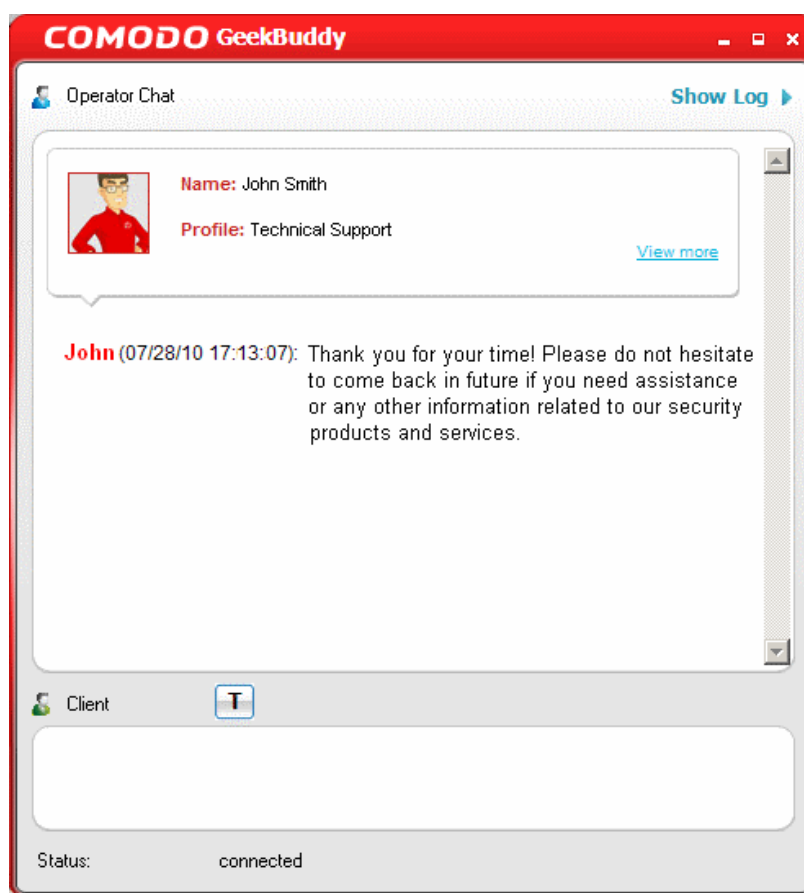 COMODO GeekBuddy
Operator Chat
Show Log
Name: John Smith
Profile: Technical Support
View more
John (07/28/10 17:13:07): Thank you for your time! Please do not hesitate
to come back in future if you need assistance
or any other information related to our security
products and services.
Client
T
Status: connected